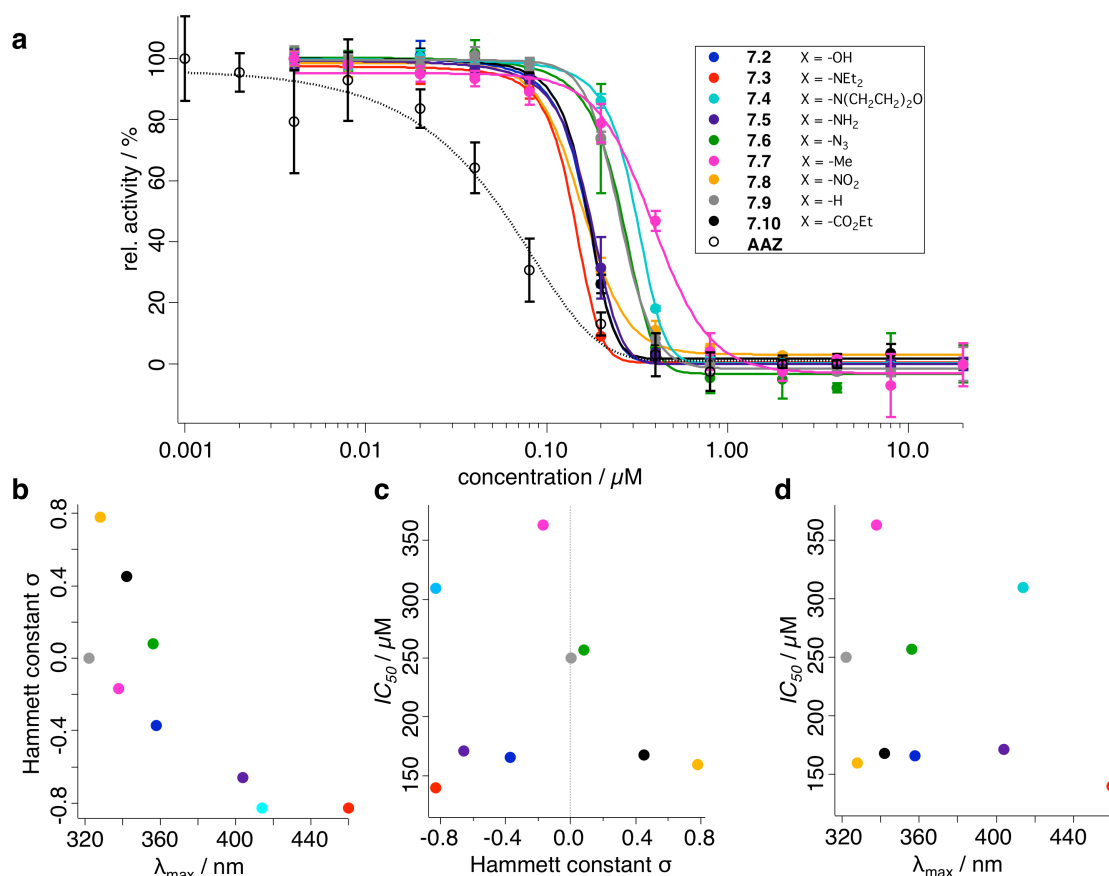 a
rel. activity / %
100
80
60
40
20
0
7.2 X = -OH
7.3 X = -NEt₂
7.4 X = -N(CH₂CH₂)₂O
7.5 X = -NH₂
7.6 X = -N₃
7.7 X = -Me
7.8 X = -NO₂
7.9 X = -H
7.10 X = -CO₂Et
AAZ
0.001 0.01 0.10 1.00 10.0
concentration / µM
b
Hammett constant σ
0.8
0.4
0.0
-0.4
-0.8
320 360 400 440
λmax / nm
c
IC₅₀ / µM
350
300
250
200
150
-0.8 -0.4 0.0 0.4 0.8
Hammett constant σ
d
IC₅₀ / µM
350
300
250
200
150
320 360 400 440
λmax / nm